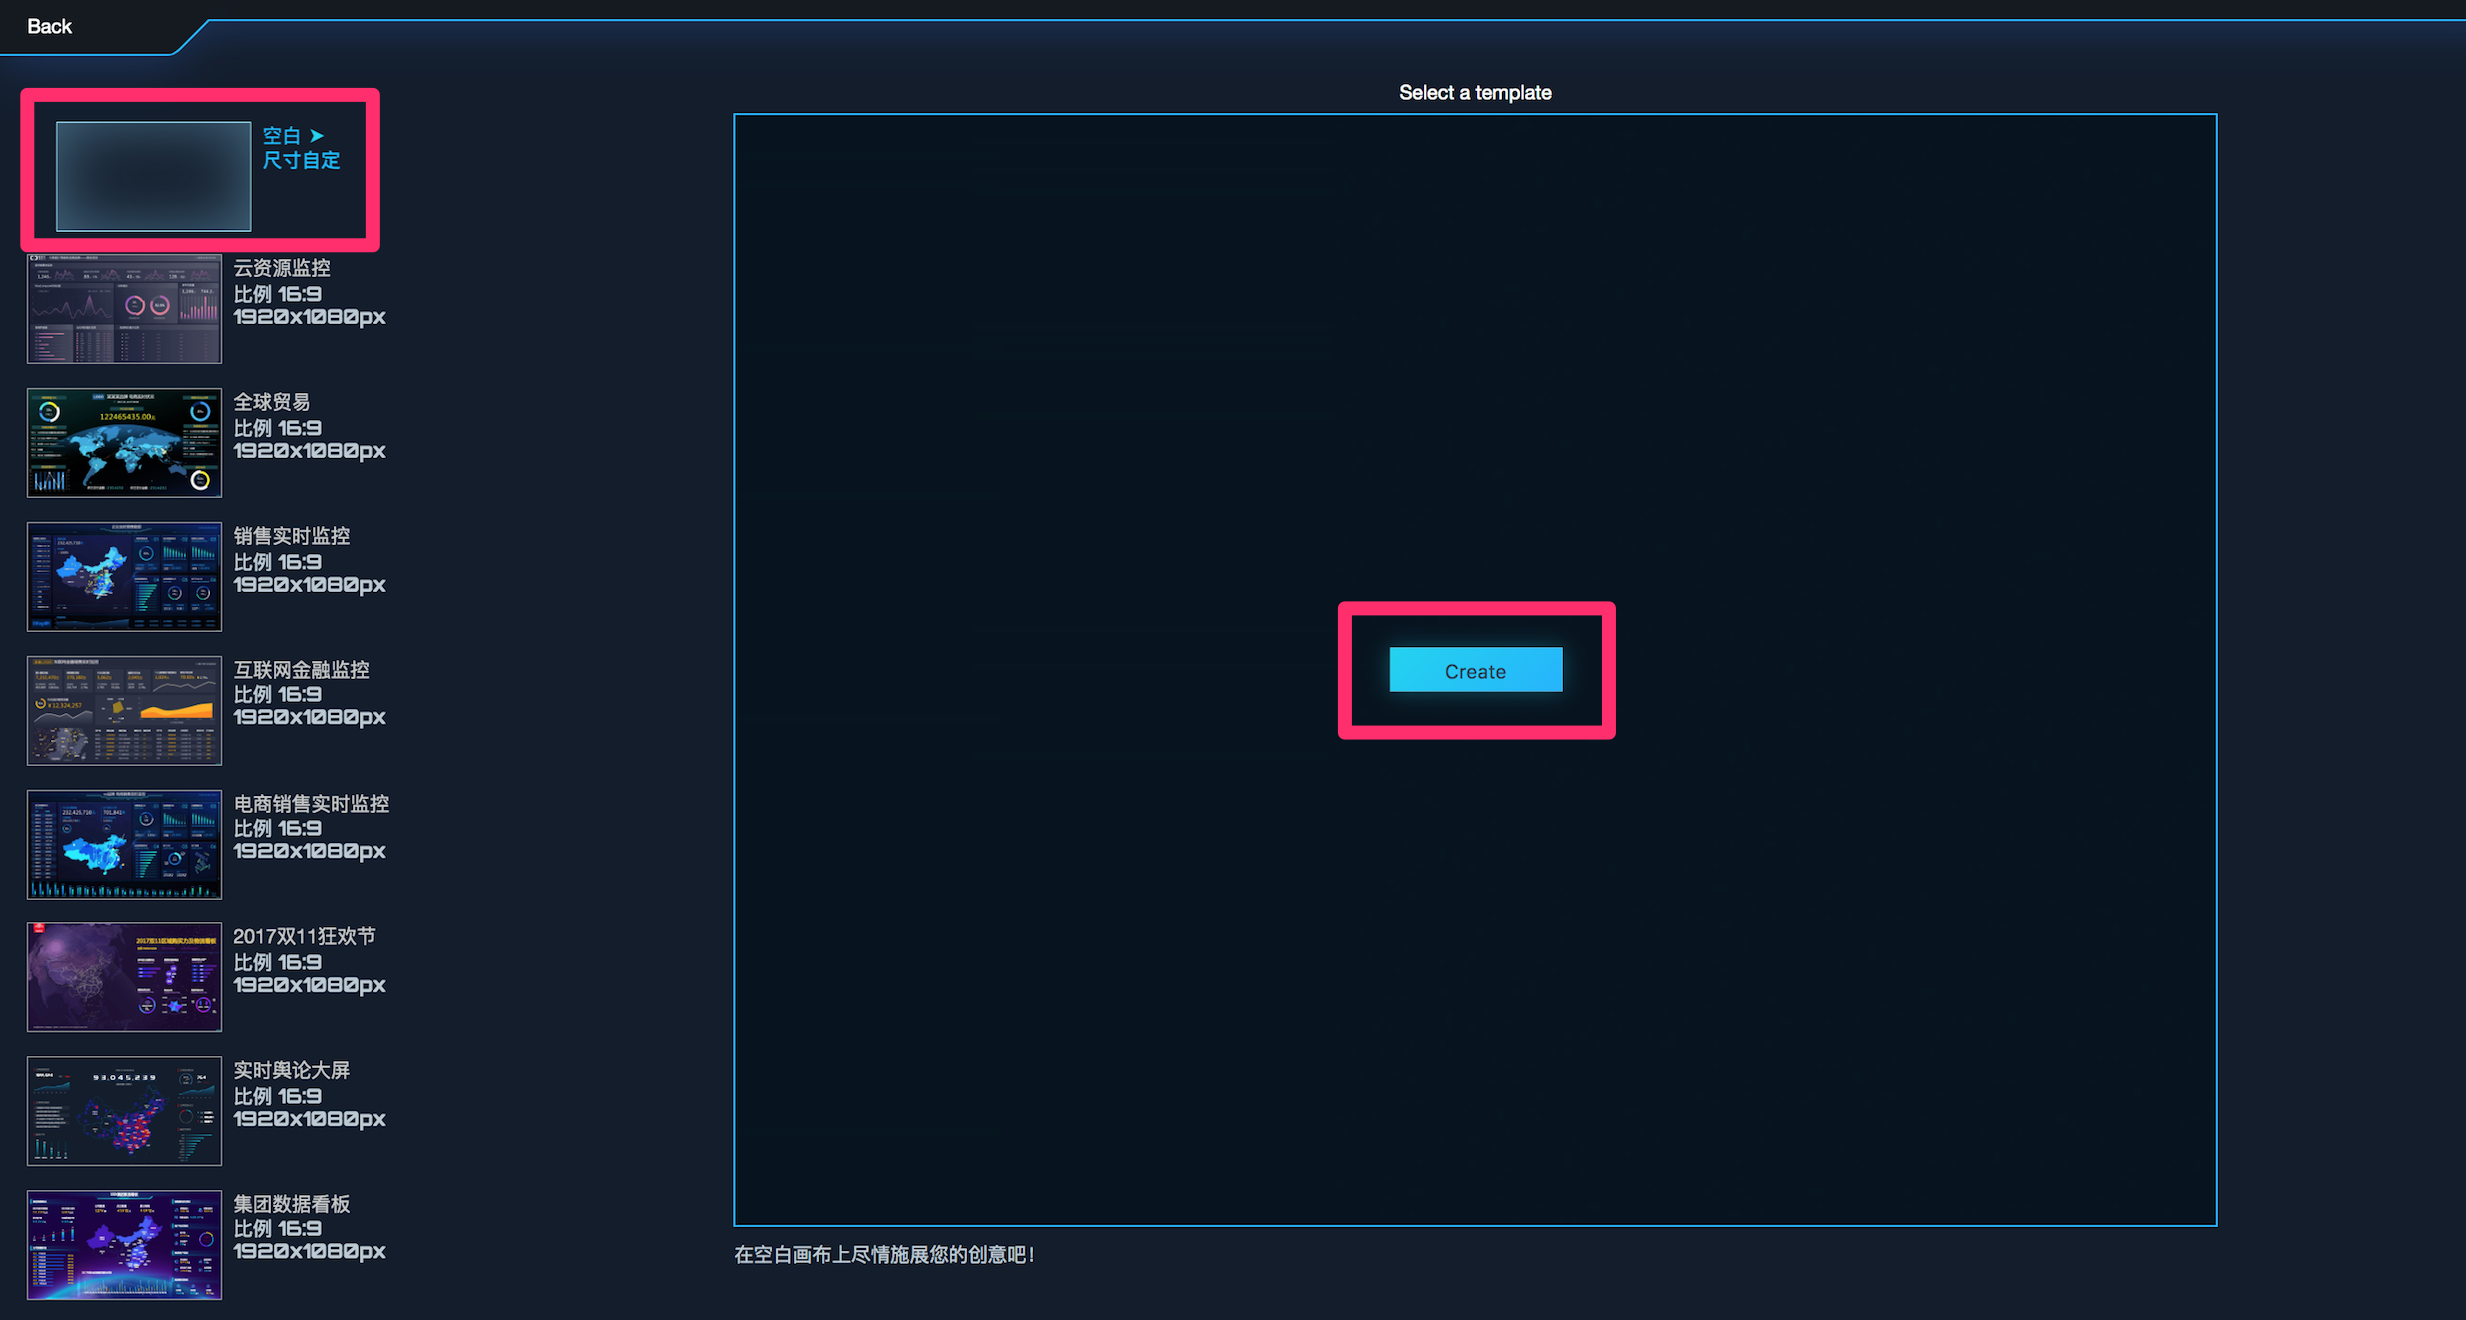 Back
Select a template
空白 ➤
尺寸自定
云资源监控
比例 16:9
1920x1080px
122465435.00
全球贸易
比例 16:9
1920x1080px
销售实时监控
比例 16:9
1920x1080px
互联网金融监控
比例 16:9
1920x1080px
电商销售实时监控
比例 16:9
1920x1080px
2017双11狂欢节
比例 16:9
1920x1080px
93,045,239
实时舆论大屏
比例 16:9
1920x1080px
集团数据看板
比例 16:9
1920x1080px
Create
在空白画布上尽情施展您的创意吧!